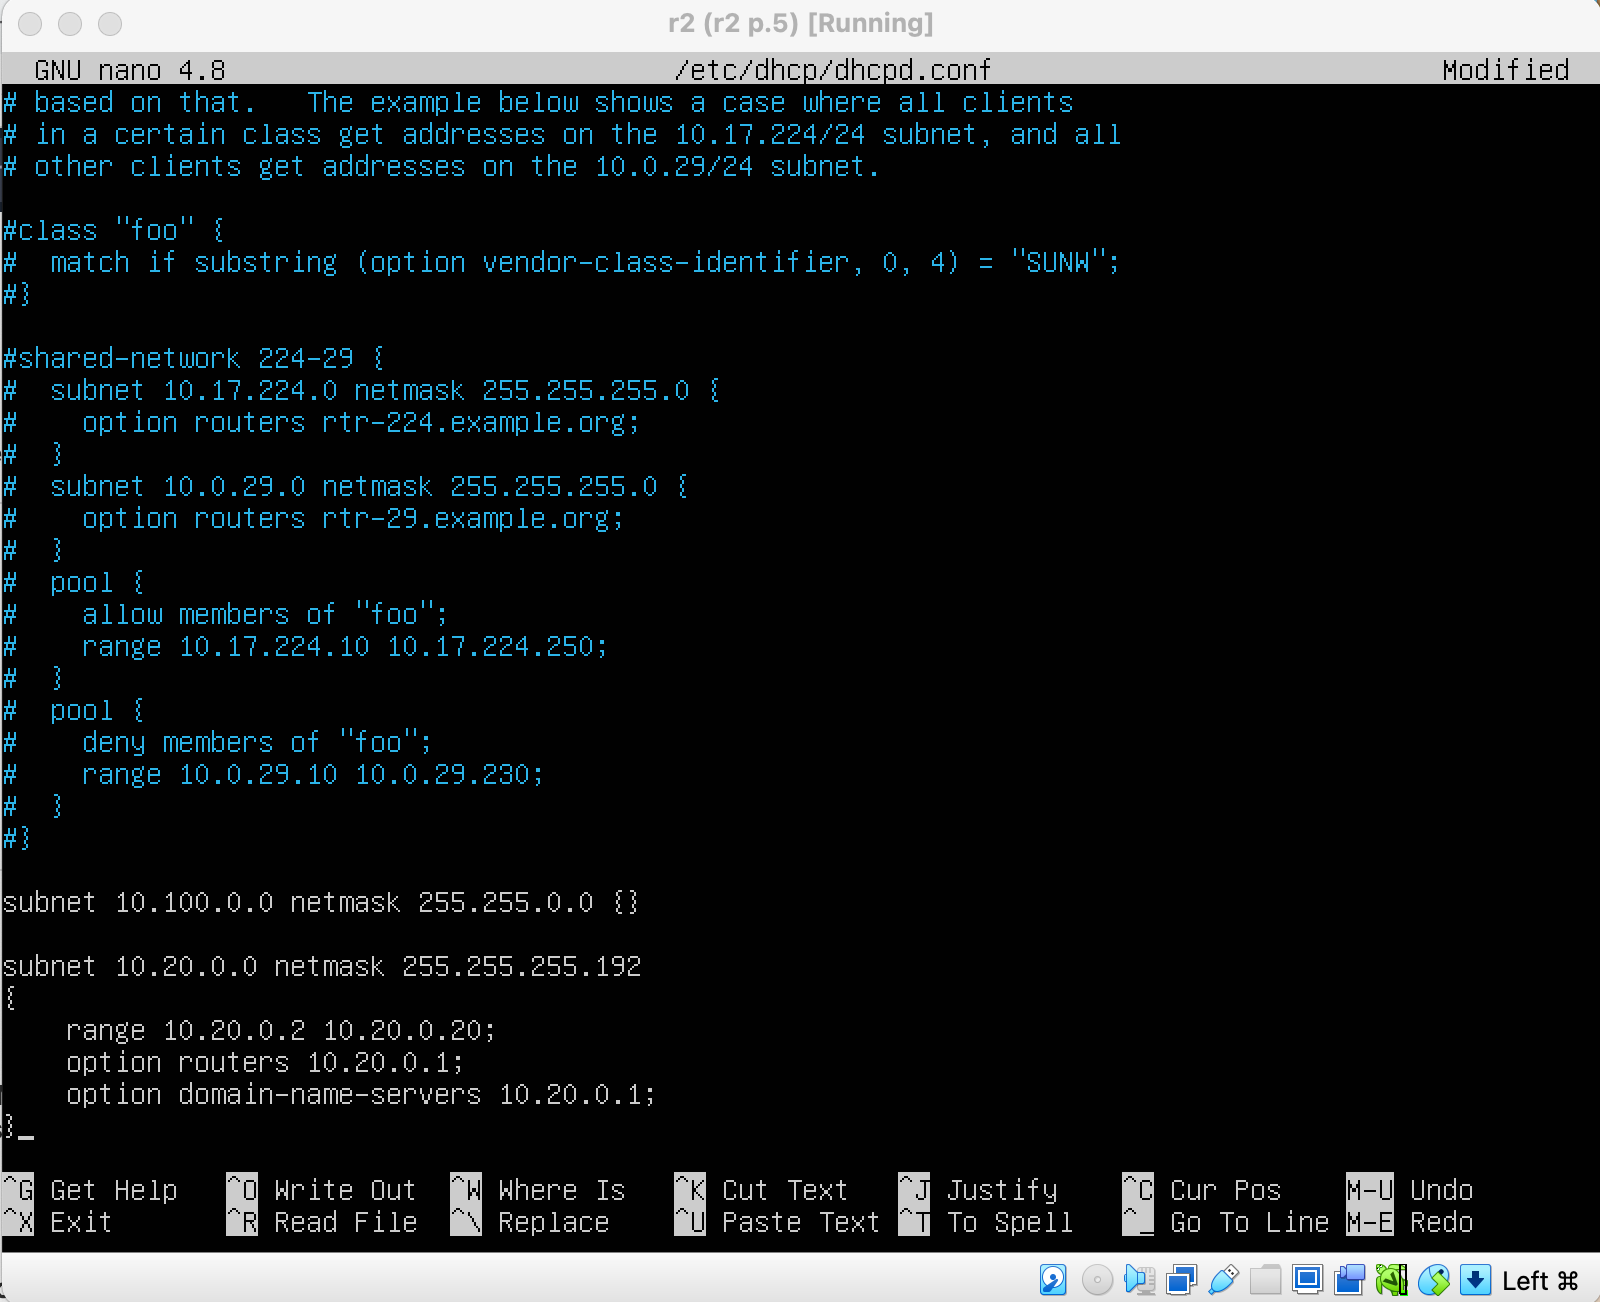 r2 (r2 p.5) [Running]
GNU nano 4.8 /etc/dhcp/dhcpd.conf Modified
# based on that.   The example below shows a case where all clients
# in a certain class get addresses on the 10.17.224/24 subnet, and all
# other clients get addresses on the 10.0.29/24 subnet.
#class "foo" {
#  match if substring (option vendor-class-identifier, 0, 4) = "SUNW";
#}
#shared-network 224-29 {
#  subnet 10.17.224.0 netmask 255.255.255.0 {
#    option routers rtr-224.example.org;
#  }
#  subnet 10.0.29.0 netmask 255.255.255.0 {
#    option routers rtr-29.example.org;
#  }
#  pool {
#    allow members of "foo";
#    range 10.17.224.10 10.17.224.250;
#  }
#  pool {
#    deny members of "foo";
#    range 10.0.29.10 10.0.29.230;
#  }
#}
subnet 10.100.0.0 netmask 255.255.0.0 {}
subnet 10.20.0.0 netmask 255.255.255.192
{
    range 10.20.0.2 10.20.0.20;
    option routers 10.20.0.1;
    option domain-name-servers 10.20.0.1;
}_
^G Get Help ^O Write Out ^W Where Is ^K Cut Text ^J Justify ^C Cur Pos M-U Undo
^X Exit ^R Read File ^\ Replace ^U Paste Text ^T To Spell ^_ Go To Line M-E Redo
Left ⌘